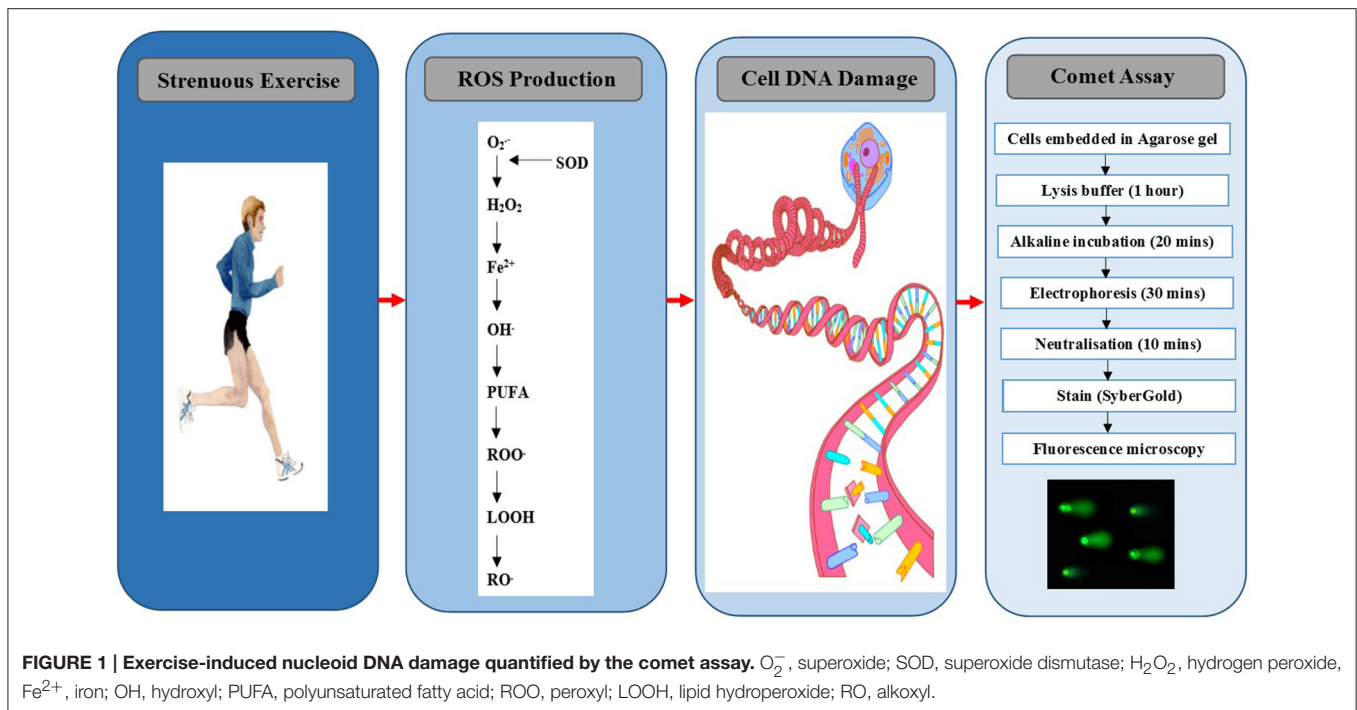 Strenuous Exercise
ROS Production
O₂·⁻
SOD
H₂O₂
Fe²⁺
OH·
PUFA
ROO·
LOOH
RO·
Cell DNA Damage
Comet Assay
Cells embedded in Agarose gel
Lysis buffer (1 hour)
Alkaline incubation (20 mins)
Electrophoresis (30 mins)
Neutralisation (10 mins)
Stain (SyberGold)
Fluorescence microscopy
FIGURE 1 | Exercise-induced nucleoid DNA damage quantified by the comet assay. O₂⁻, superoxide; SOD, superoxide dismutase; H₂O₂, hydrogen peroxide,
Fe²⁺, iron; OH, hydroxyl; PUFA, polyunsaturated fatty acid; ROO, peroxyl; LOOH, lipid hydroperoxide; RO, alkoxyl.